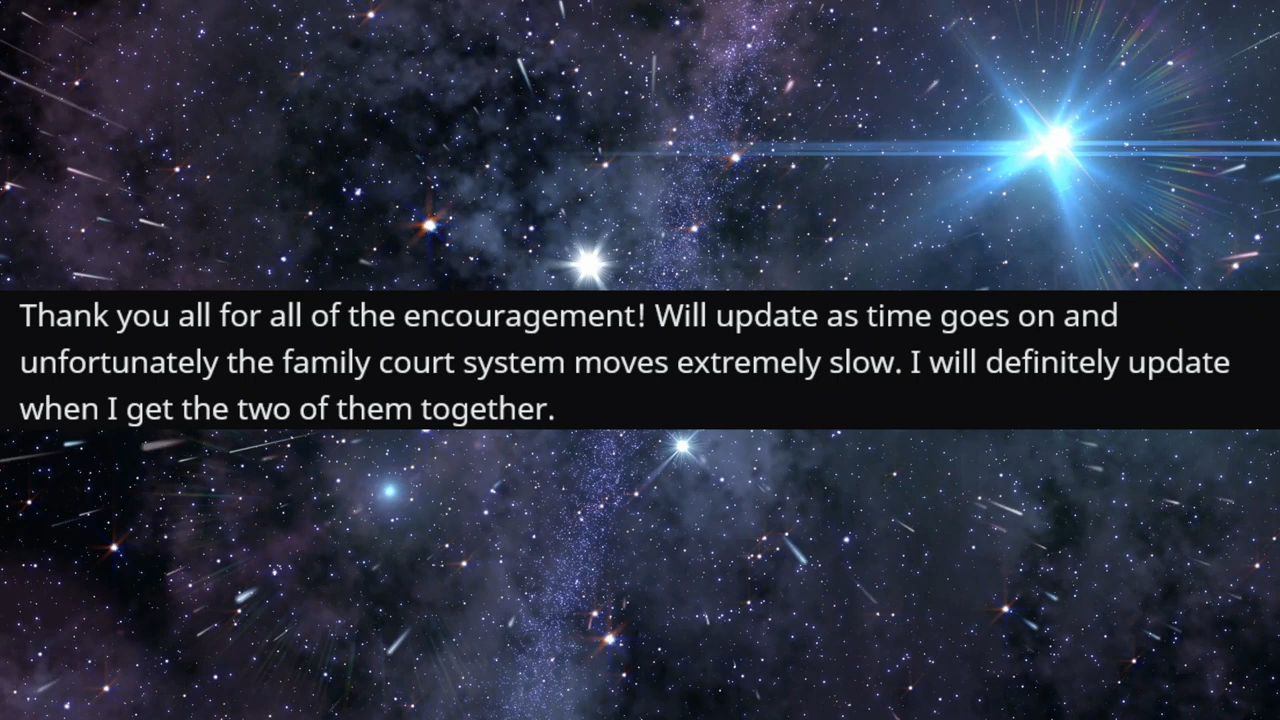 Thank you all for all of the encouragement! Will update as time goes on and
unfortunately the family court system moves extremely slow. I will definitely update
when I get the two of them together.